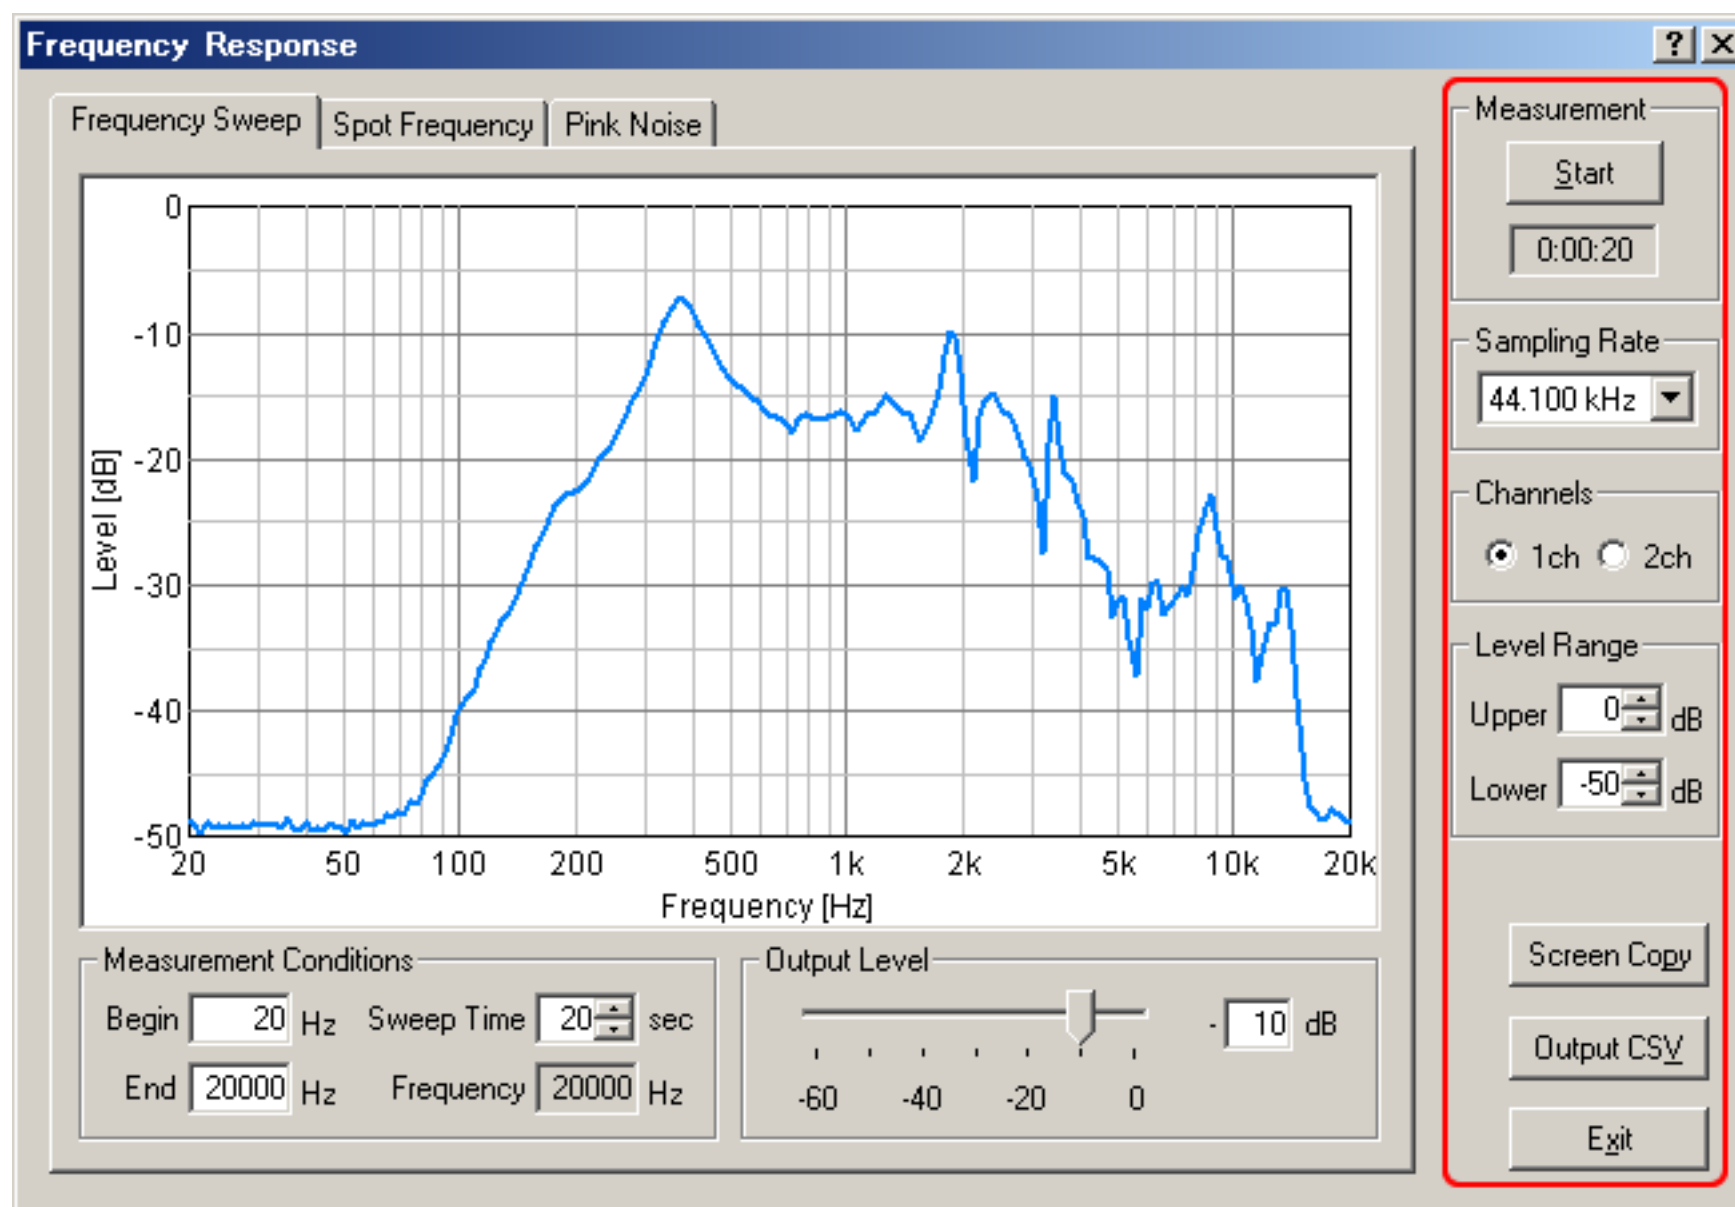 Frequency Response
Frequency Sweep
Spot Frequency
Pink Noise
0
-10
-20
-30
-40
-50
Level [dB]
20
50
100
200
500
1k
2k
5k
10k
20k
Frequency [Hz]
Measurement Conditions
Begin 20 Hz
Sweep Time 20 sec
End 20000 Hz
Frequency 20000 Hz
Output Level
- 10 dB
-60
-40
-20
0
Measurement
Start
0:00:20
Sampling Rate
44.100 kHz
Channels
1ch
2ch
Level Range
Upper 0 dB
Lower -50 dB
Screen Copy
Output CSV
Exit